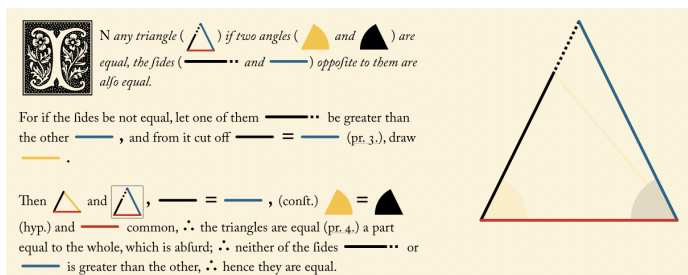 IN any triangle ( ) if two angles ( and ) are
equal, the ſides ( and ) oppoſite to them are
alſo equal.
For if the ſides be not equal, let one of them be greater than
the other , and from it cut off = (pr. 3.), draw
.
Then and , = , (conſt.) =
(hyp.) and common, ∴ the triangles are equal (pr. 4.) a part
equal to the whole, which is abſurd; ∴ neither of the ſides or
is greater than the other, ∴ hence they are equal.